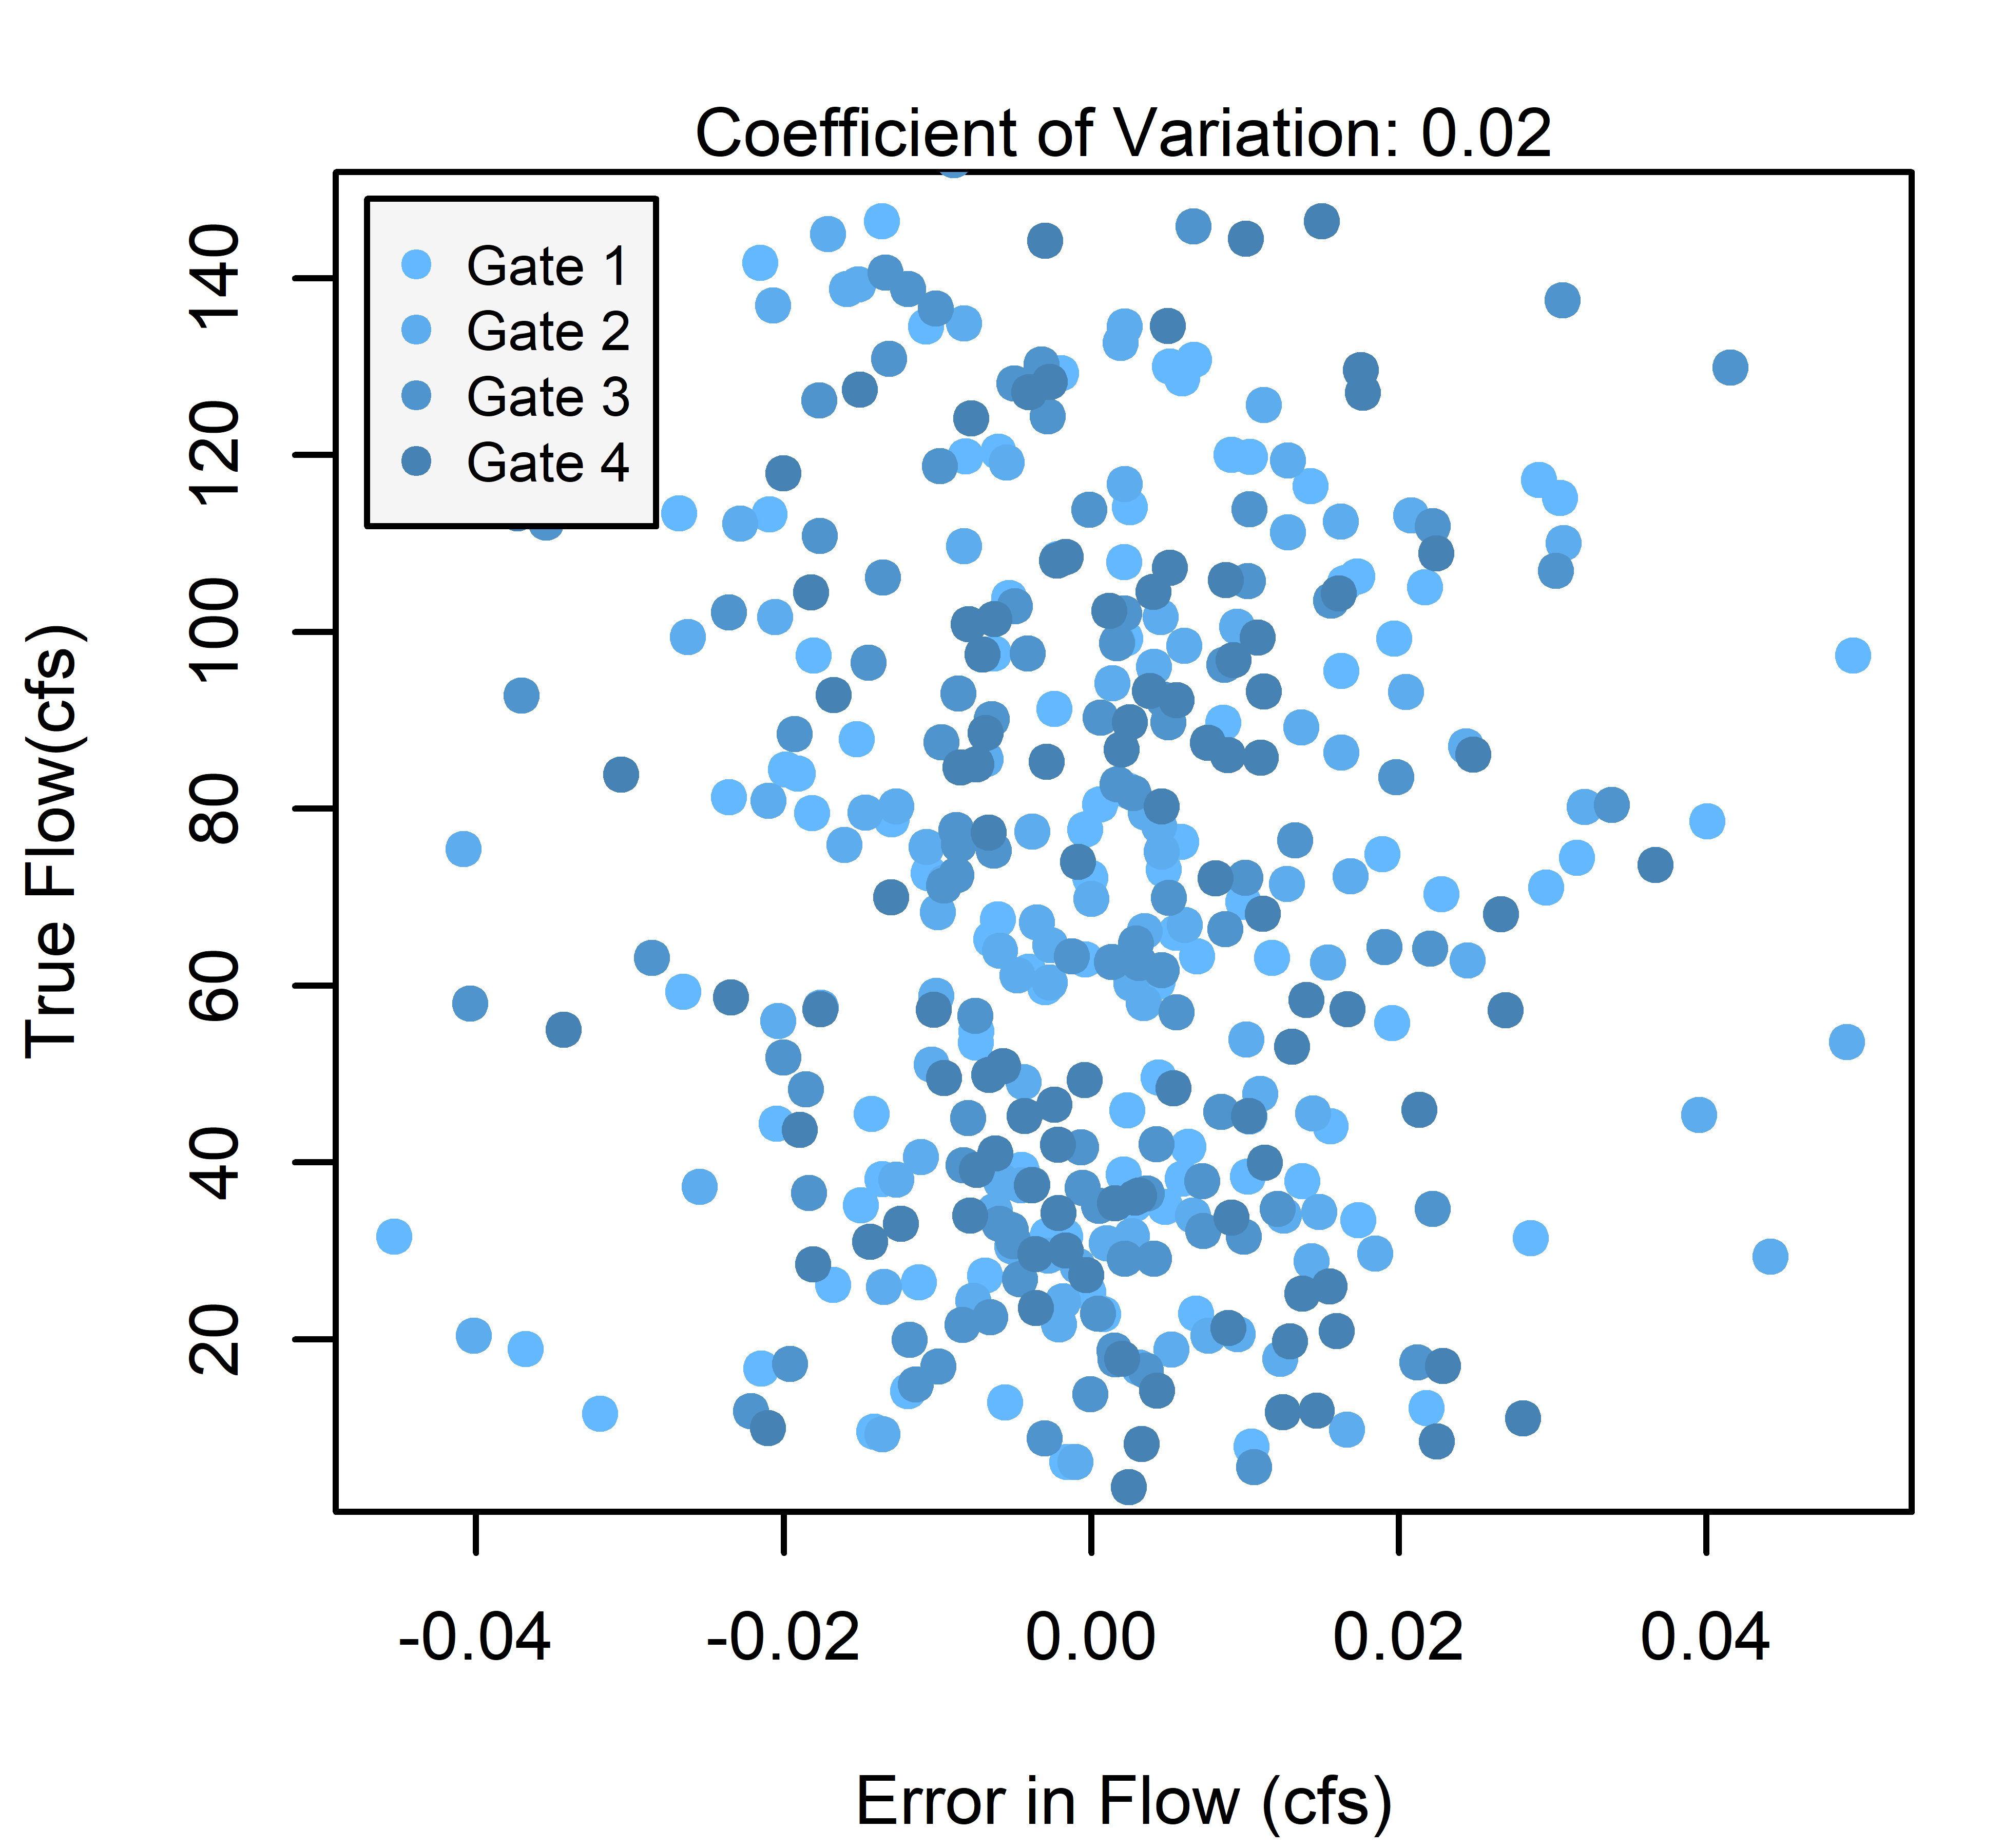 Coefficient of Variation: 0.02
Gate 1
Gate 2
Gate 3
Gate 4
True Flow(cfs)
140
120
100
80
60
40
20
-0.04 -0.02 0.00 0.02 0.04
Error in Flow (cfs)